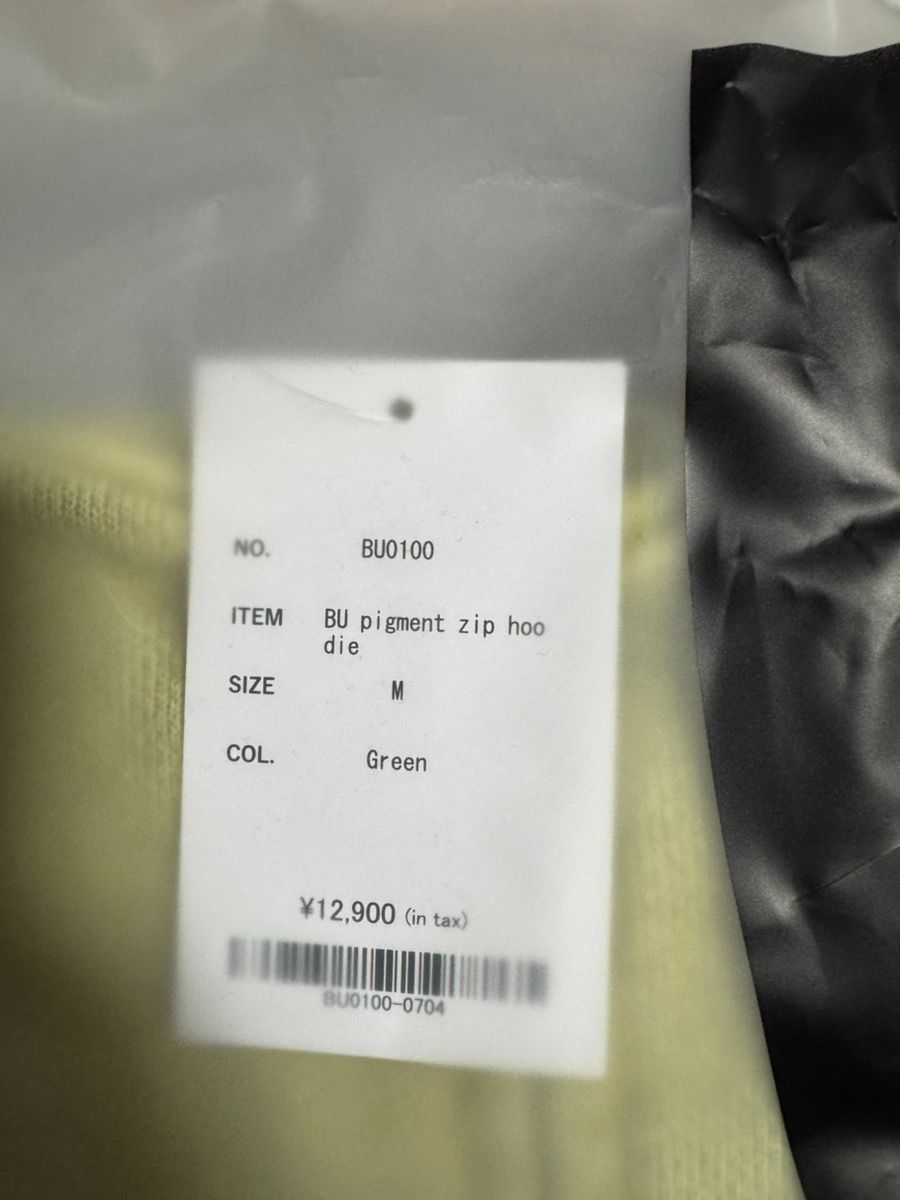 NO. BU0100
ITEM BU pigment zip hoo
die
SIZE M
COL. Green
¥12,900 (in tax)
BU0100-0704